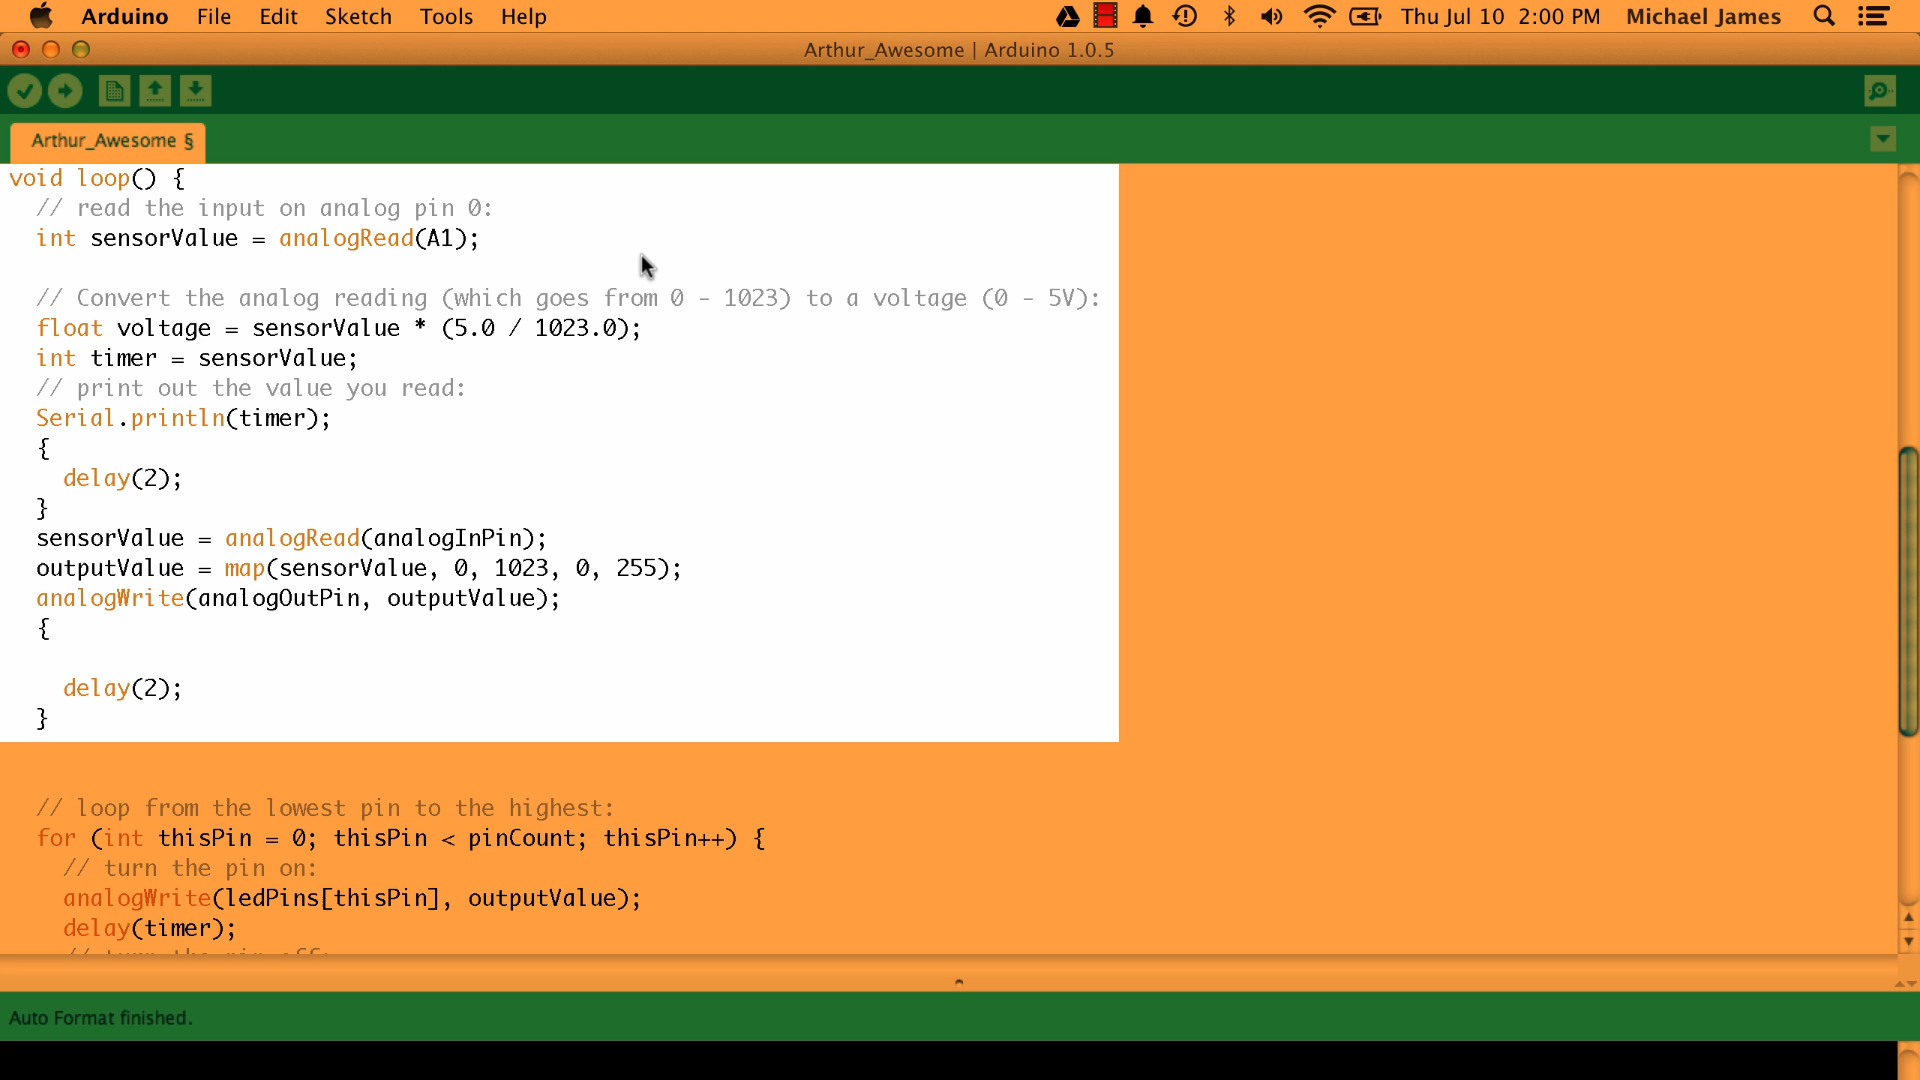 Arduino File Edit Sketch Tools Help Thu Jul 10 2:00 PM Michael James
Arthur_Awesome | Arduino 1.0.5
Arthur_Awesome §
void loop() {
// read the input on analog pin 0:
int sensorValue = analogRead(A1);
// Convert the analog reading (which goes from 0 - 1023) to a voltage (0 - 5V):
float voltage = sensorValue * (5.0 / 1023.0);
int timer = sensorValue;
// print out the value you read:
Serial.println(timer);
{
delay(2);
}
sensorValue = analogRead(analogInPin);
outputValue = map(sensorValue, 0, 1023, 0, 255);
analogWrite(analogOutPin, outputValue);
{
delay(2);
}
// loop from the lowest pin to the highest:
for (int thisPin = 0; thisPin < pinCount; thisPin++) {
// turn the pin on:
analogWrite(ledPins[thisPin], outputValue);
delay(timer);
Auto Format finished.